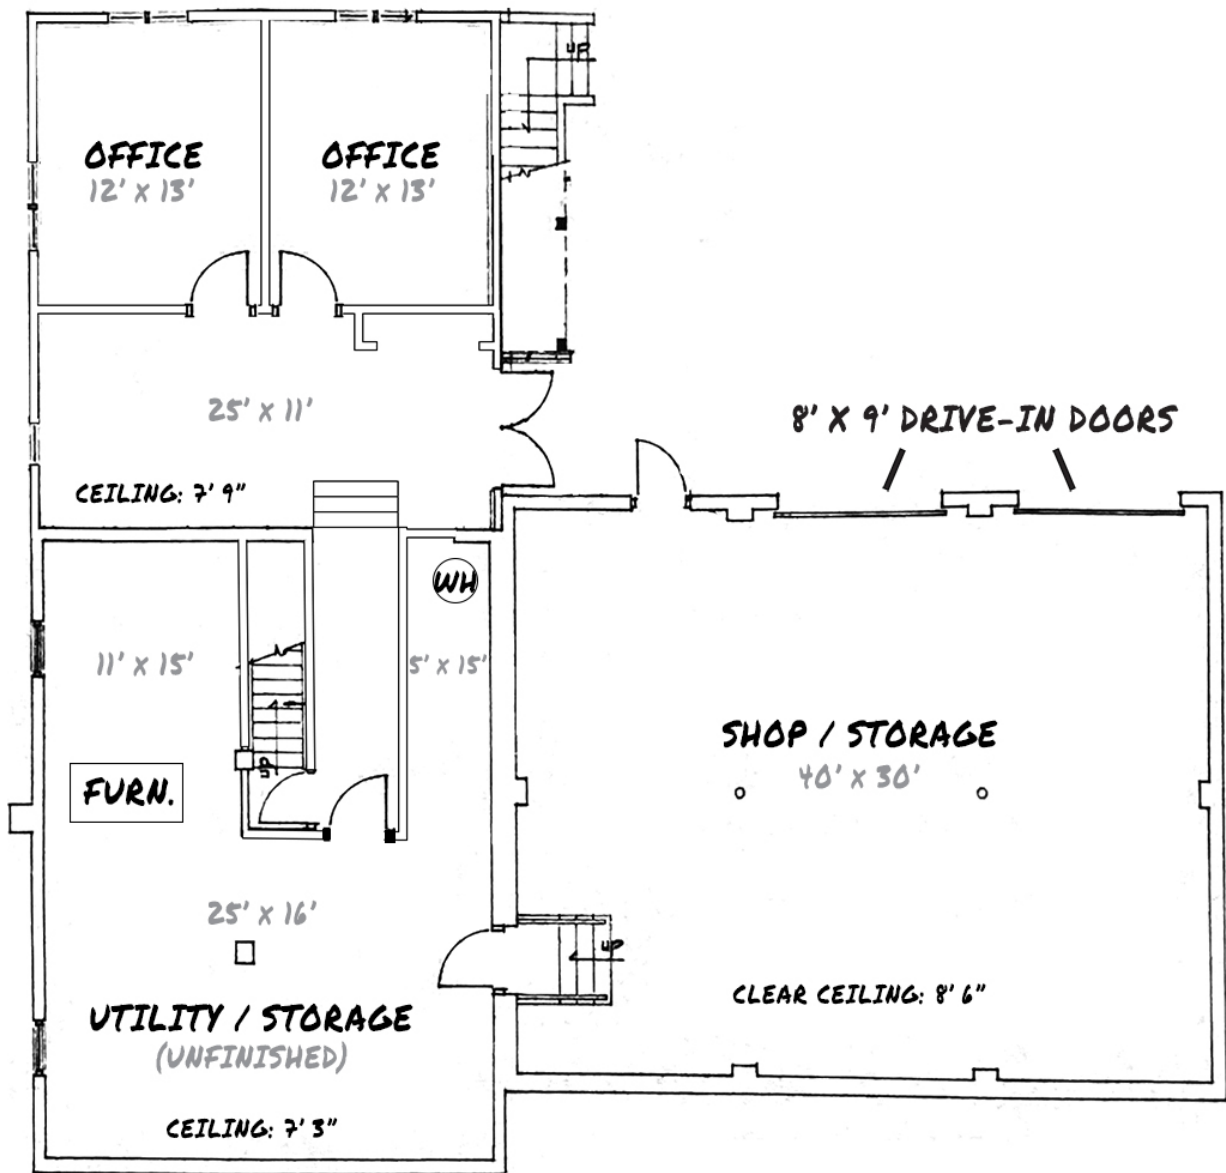 UP
OFFICE
12' X 13'
OFFICE
12' X 13'
25' X 11'
8' X 9' DRIVE-IN DOORS
CEILING: 7' 9"
WH
11' X 15'
5' X 15'
UP
FURN.
SHOP / STORAGE
40' X 30'
25' X 16'
UP
CLEAR CEILING: 8' 6"
UTILITY / STORAGE
(UNFINISHED)
CEILING: 7' 3"